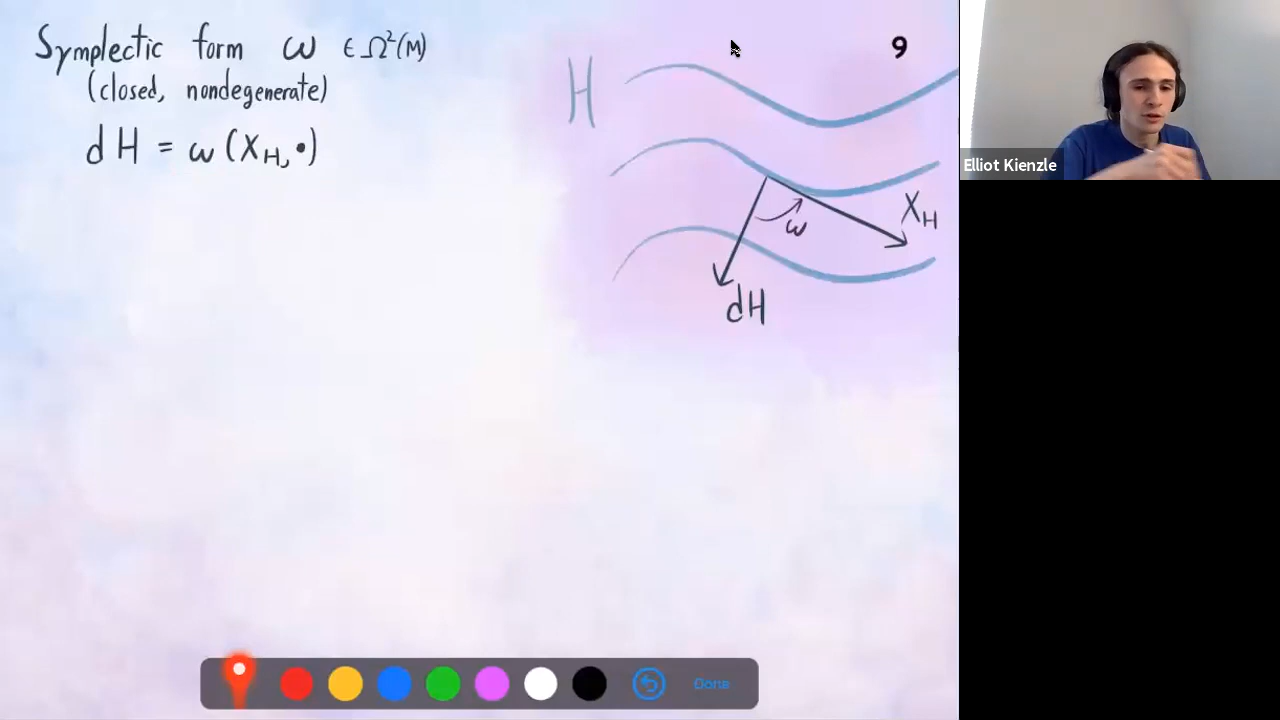 Symplectic form ω ∈ Ω²(M)
(closed, nondegenerate)
dH = ω(X_H, •)
H
9
X_H
ω
dH
Elliot Kienzle
Done